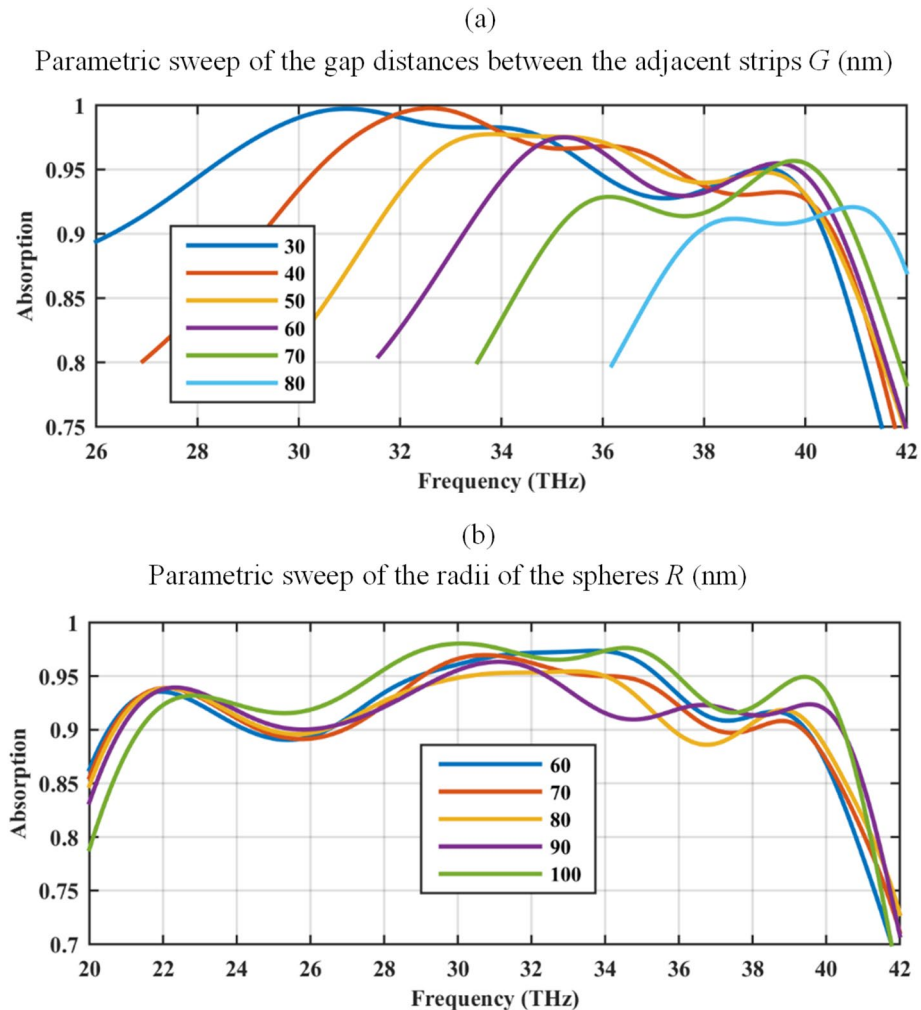 (a)
Parametric sweep of the gap distances between the adjacent strips G (nm)
1
0.95
0.9
0.85
0.8
0.75
Absorption
30
40
50
60
70
80
26 28 30 32 34 36 38 40 42
Frequency (THz)
(b)
Parametric sweep of the radii of the spheres R (nm)
1
0.95
0.9
0.85
0.8
0.75
0.7
Absorption
60
70
80
90
100
20 22 24 26 28 30 32 34 36 38 40 42
Frequency (THz)